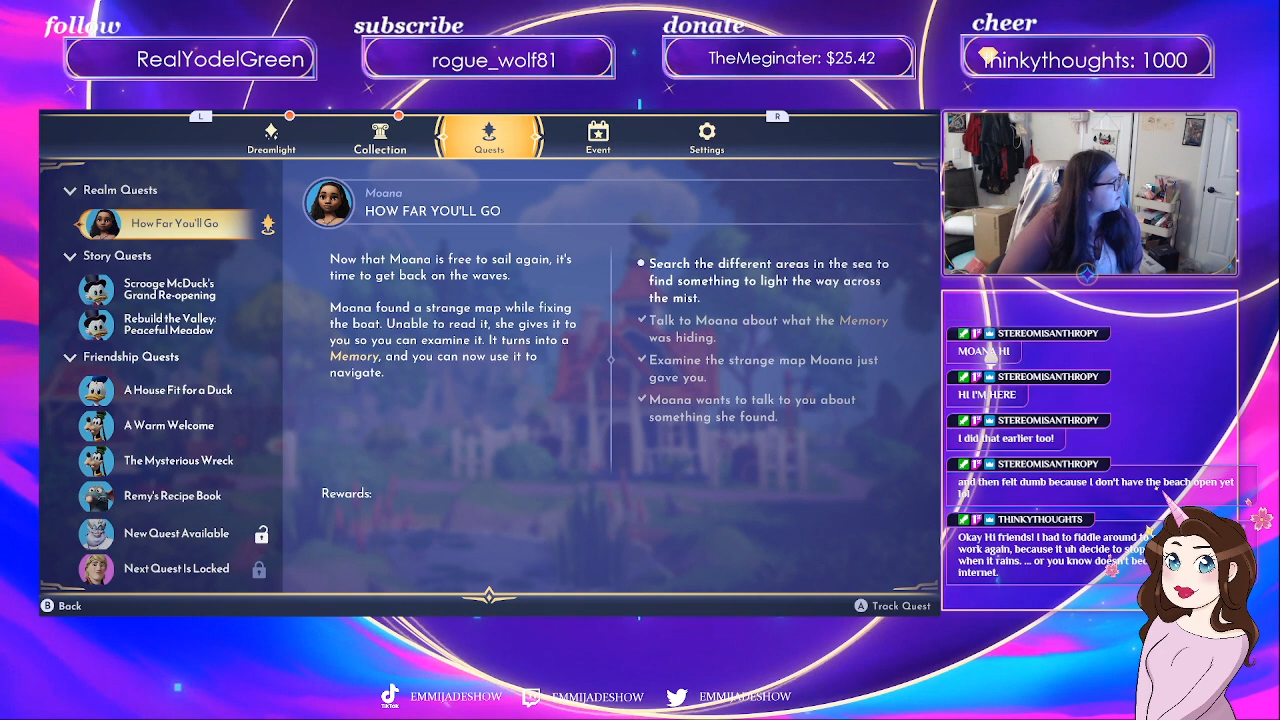 follow
subscribe
donate
cheer
RealYodelGreen
rogue_wolf81
TheMeginater: $25.42
Thinkythoughts: 1000
L
R
Dreamlight
Collection
Quests
Event
Settings
Realm Quests
How Far You'll Go
Story Quests
Scrooge McDuck's
Grand Re-opening
Rebuild the Valley:
Peaceful Meadow
Friendship Quests
A House Fit for a Duck
A Warm Welcome
The Mysterious Wreck
Remy's Recipe Book
New Quest Available
Next Quest Is Locked
Moana
HOW FAR YOU'LL GO
Now that Moana is free to sail again, it's
time to get back on the waves.
Moana found a strange map while fixing
the boat. Unable to read it, she gives it to
you so you can examine it. It turns into a
Memory, and you can now use it to
navigate.
Rewards:
Search the different areas in the sea to
find something to light the way across
the mist.
Talk to Moana about what the Memory
was hiding.
Examine the strange map Moana just
gave you.
Moana wants to talk to you about
something she found.
B Back
A Track Quest
STEREOMISANTHROPY
MOANA HI
STEREOMISANTHROPY
HI I'M HERE
STEREOMISANTHROPY
I did that earlier too!
STEREOMISANTHROPY
and then felt dumb because I don't have the beach open yet
lol
THINKYTHOUGHTS
Okay Hi friends! I had to fiddle around to
work again, because it uh decide to stop
when it rains. ... or you know doesn't
internet.
TikTok
EMMIJADESHOW
EMMIJADESHOW
EMMIJADESHOW